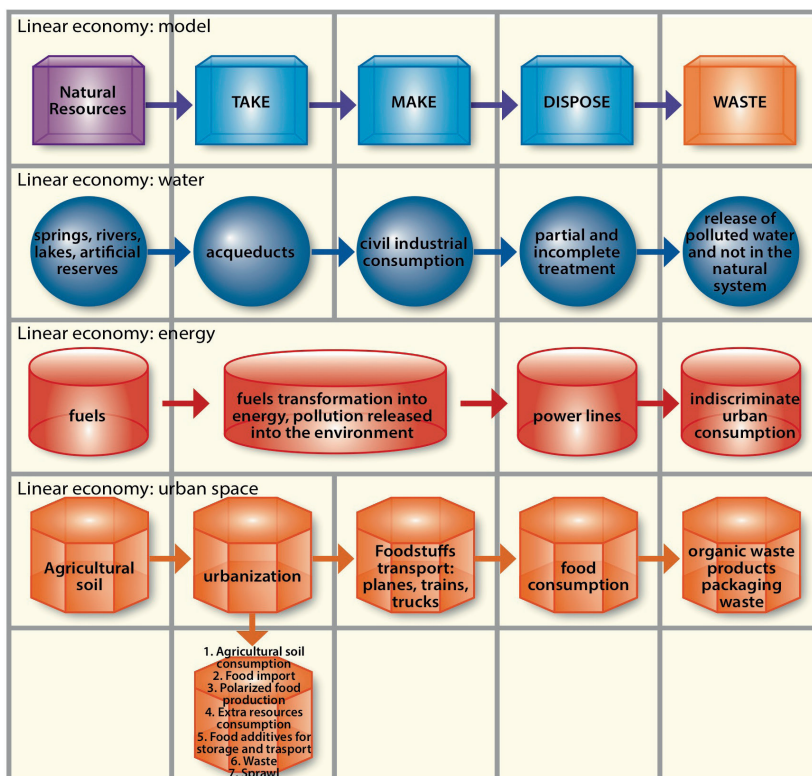 Linear economy: model
Natural
Resources
TAKE
MAKE
DISPOSE
WASTE
Linear economy: water
springs, rivers,
lakes, artificial
reserves
acqueducts
civil industrial
consumption
partial and
incomplete
treatment
release of
polluted water
and not in the
natural
system
Linear economy: energy
fuels
fuels transformation into
energy, pollution released
into the environment
power lines
indiscriminate
urban
consumption
Linear economy: urban space
Agricultural
soil
urbanization
Foodstuffs
transport:
planes, trains,
trucks
food
consumption
organic waste
products
packaging
waste
1. Agricultural soil
consumption
2. Food import
3. Polarized food
production
4. Extra resources
consumption
5. Food additives for
storage and trasport
6. Waste
7. Sprawl